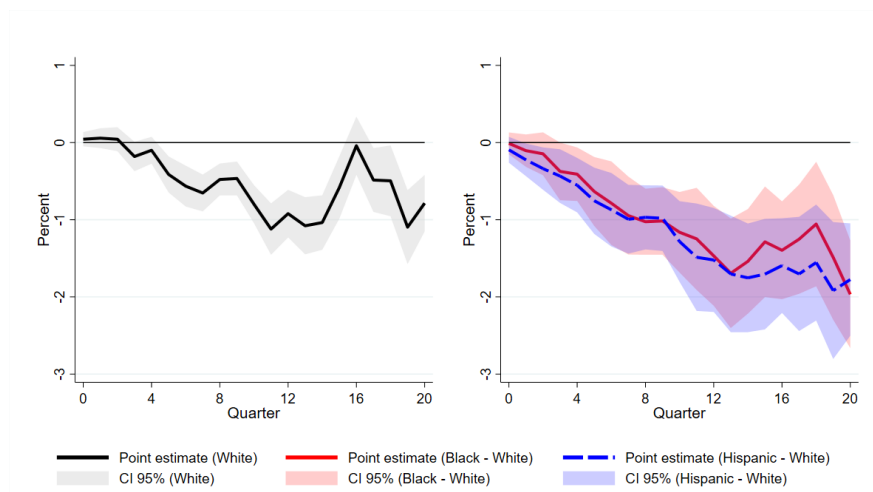 1
0
-1
-2
-3
Percent
0
4
8
12
16
20
Quarter
1
0
-1
-2
-3
Percent
0
4
8
12
16
20
Quarter
Point estimate (White)
Point estimate (Black - White)
Point estimate (Hispanic - White)
CI 95% (White)
CI 95% (Black - White)
CI 95% (Hispanic - White)